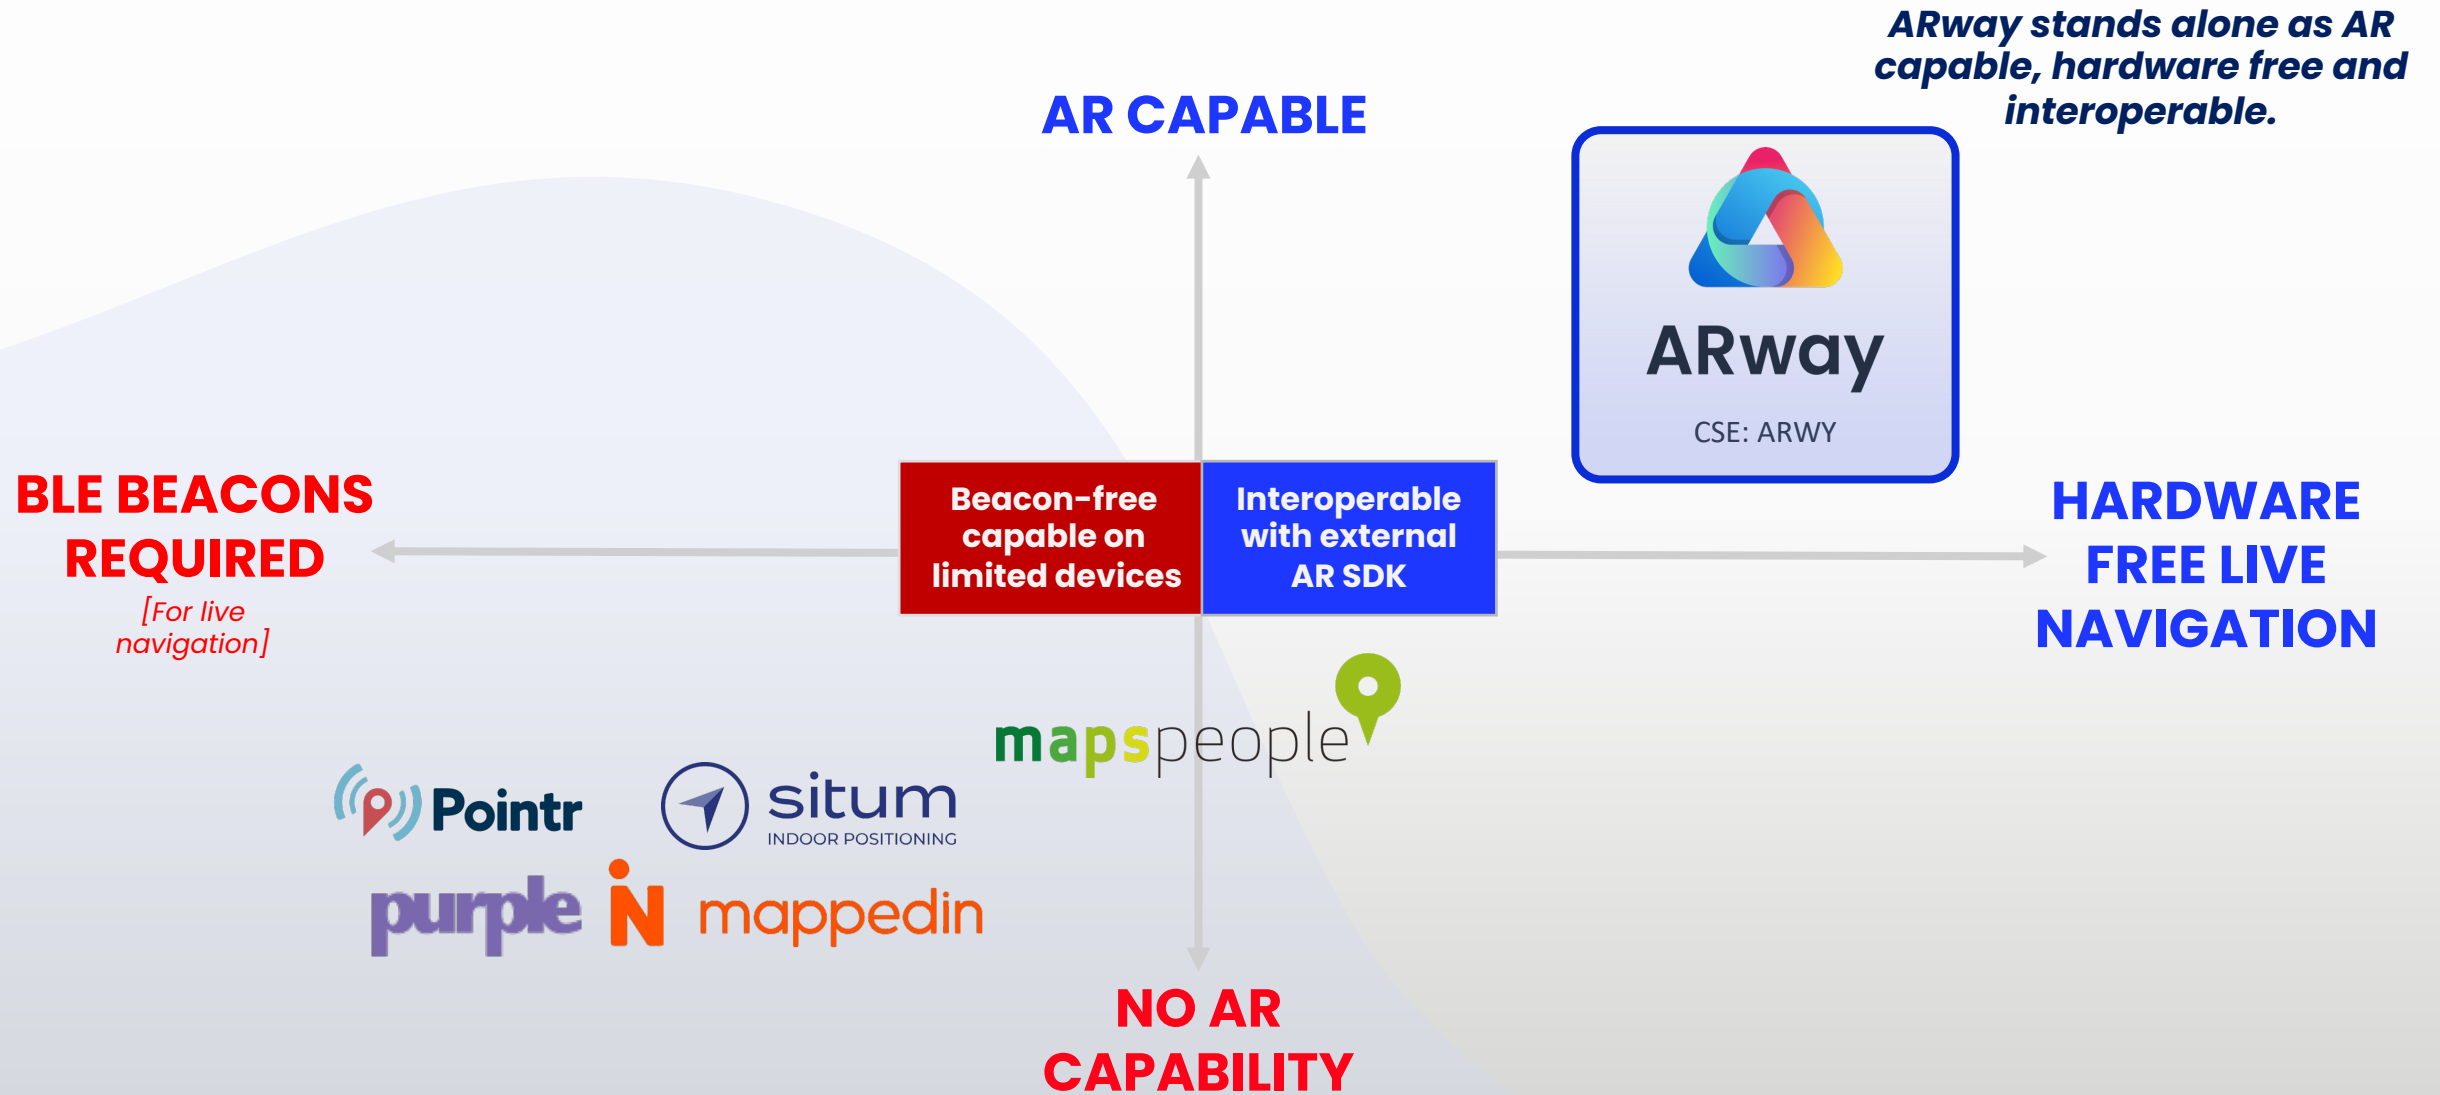 ARway stands alone as AR
capable, hardware free and
interoperable.
AR CAPABLE
ARway
CSE: ARWY
BLE BEACONS
REQUIRED
[For live
navigation]
Beacon-free
capable on
limited devices
Interoperable
with external
AR SDK
HARDWARE
FREE LIVE
NAVIGATION
mapspeople
Pointr
situm
INDOOR POSITIONING
purple
iN mappedin
NO AR
CAPABILITY